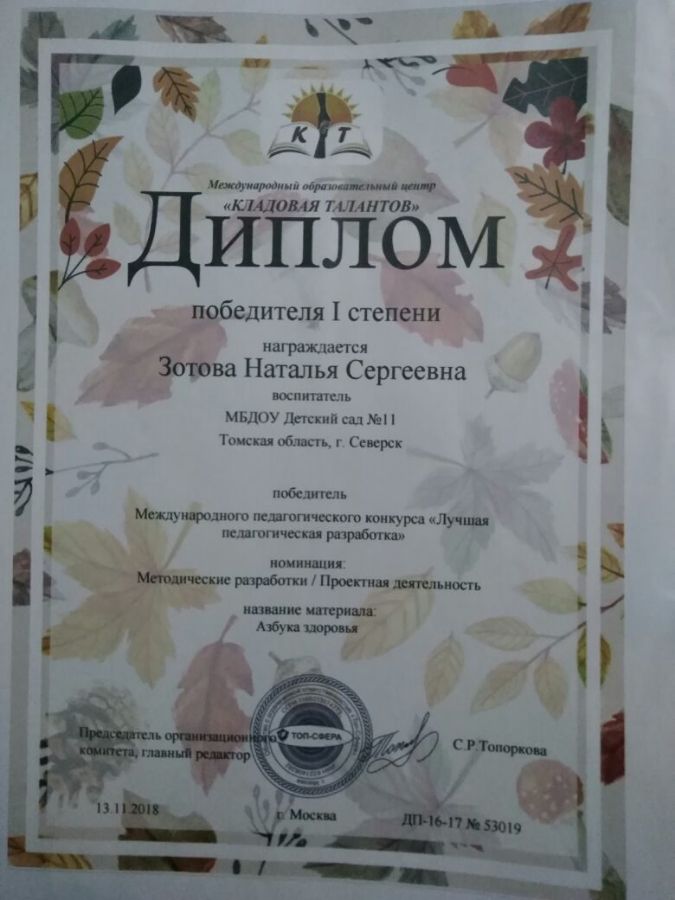 К Т
Международный образовательный центр
«КЛАДОВАЯ ТАЛАНТОВ»
Диплом
победителя I степени
награждается
Зотова Наталья Сергеевна
воспитатель
МБДОУ Детский сад №11
Томская область, г. Северск
победитель
Международного педагогического конкурса «Лучшая
педагогическая разработка»
номинация:
Методические разработки / Проектная деятельность
название материала:
Азбука здоровья
Председатель организационного
комитета, главный редактор
ТОП-СФЕРА
С.Р.Топоркова
13.11.2018
г. Москва
ДП-16-17 № 53019